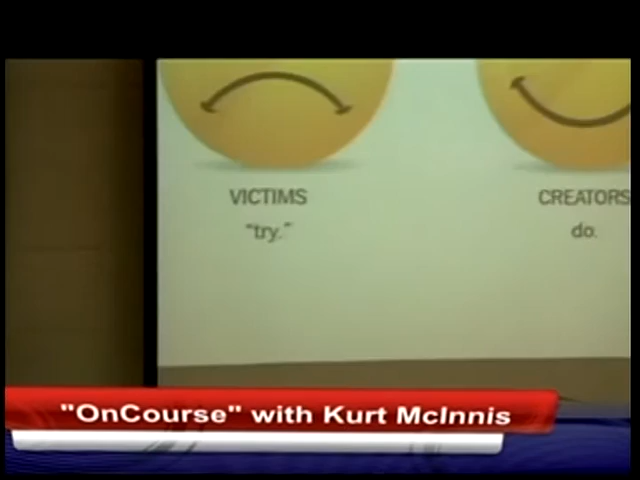 VICTIMS
"try."
CREATORS
do.
"OnCourse" with Kurt McInnis